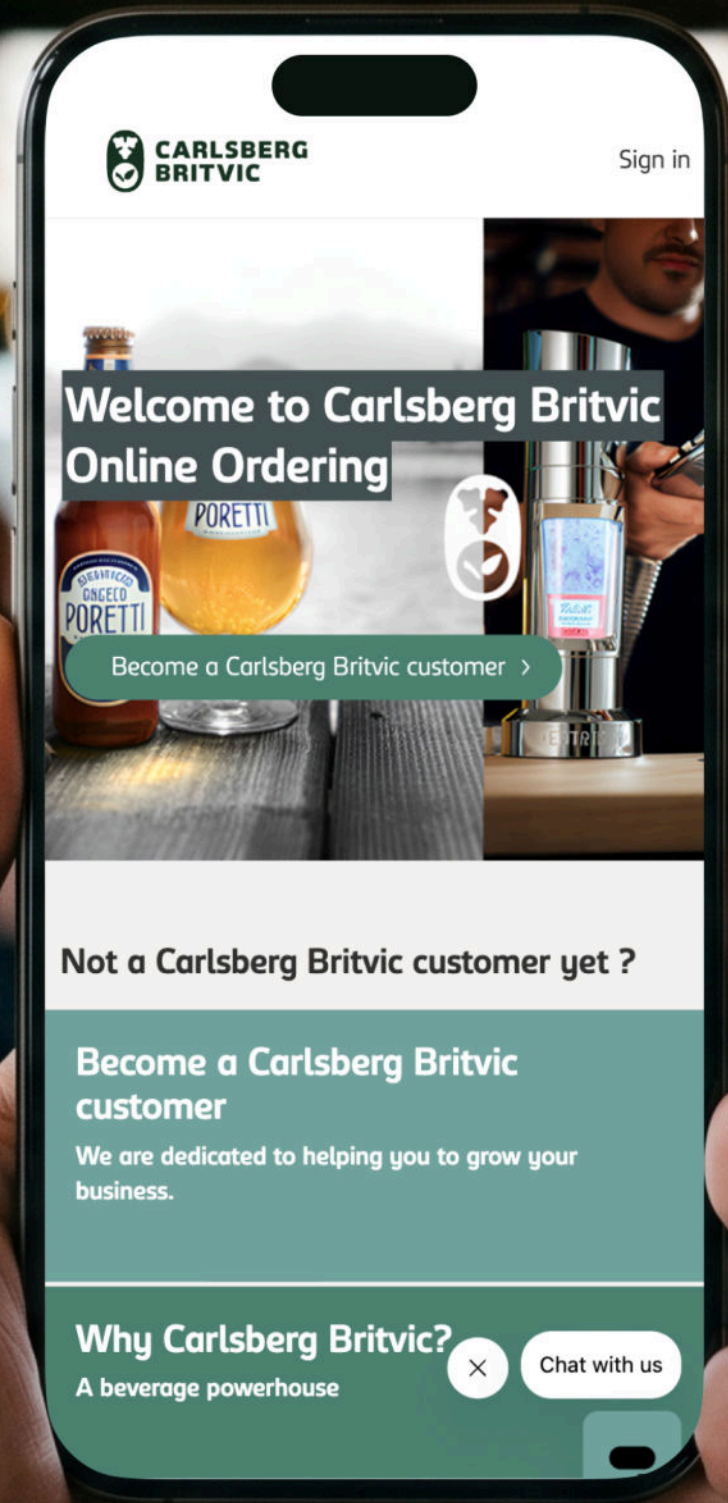 CARLSBERG
BRITVIC
Sign in
Welcome to Carlsberg Britvic
Online Ordering
PORETTI
ANGELO
PORETTI
Become a Carlsberg Britvic customer
Not a Carlsberg Britvic customer yet ?
Become a Carlsberg Britvic
customer
We are dedicated to helping you to grow your
business.
Why Carlsberg Britvic?
A beverage powerhouse
Chat with us